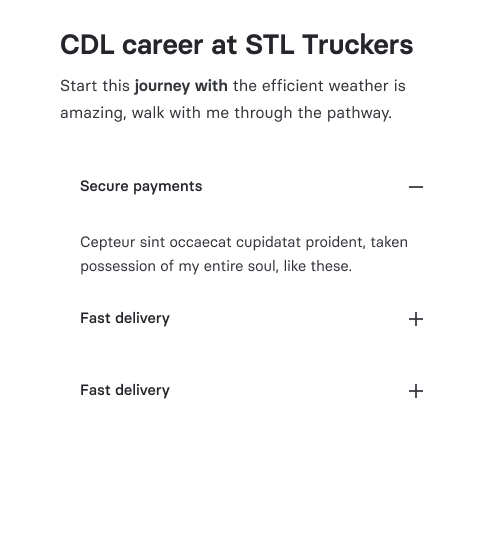 CDL career at STL Truckers
Start this journey with the efficient weather is
amazing, walk with me through the pathway.
Secure payments
Cepteur sint occaecat cupidatat proident, taken
possession of my entire soul, like these.
Fast delivery
Fast delivery